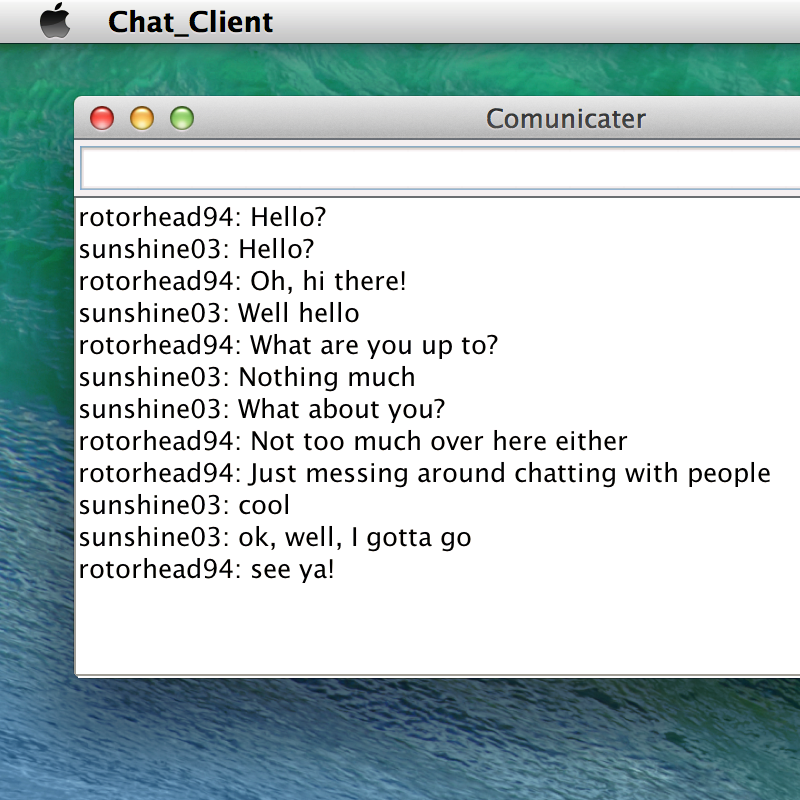 Chat_Client
Comunicater
rotorhead94: Hello?
sunshine03: Hello?
rotorhead94: Oh, hi there!
sunshine03: Well hello
rotorhead94: What are you up to?
sunshine03: Nothing much
sunshine03: What about you?
rotorhead94: Not too much over here either
rotorhead94: Just messing around chatting with people
sunshine03: cool
sunshine03: ok, well, I gotta go
rotorhead94: see ya!